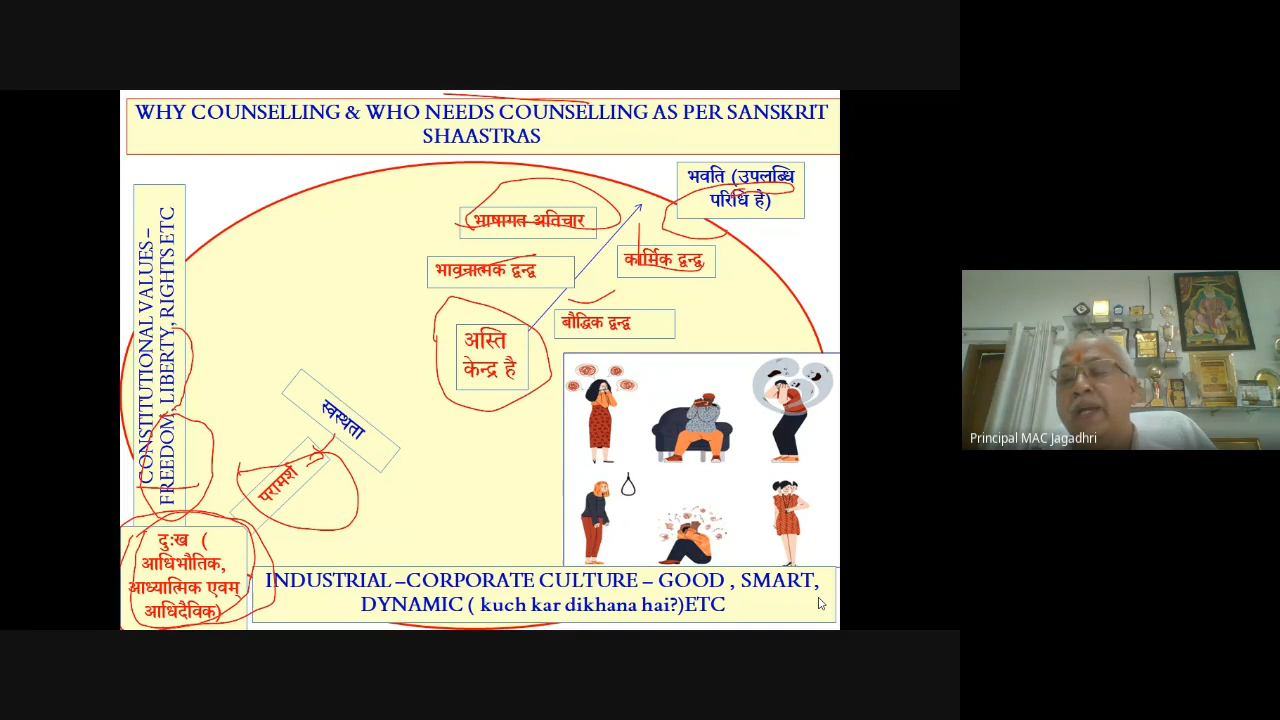 WHY COUNSELLING & WHO NEEDS COUNSELLING AS PER SANSKRIT
SHAASTRAS
भवति (उपलब्धि
परिधि है)
भाषागत अतिचार
कार्मिक द्वन्द्व
भावनात्मक द्वन्द्व
बौद्धिक द्वन्द्व
अस्ति
केन्द्र है
CONSTITUTIONAL VALUES –
FREEDOM, LIBERTY, RIGHTS ETC
स्वस्थता
परामर्श
दुःख (
आधिभौतिक,
आध्यात्मिक एवम्
आधिदैविक)
INDUSTRIAL –CORPORATE CULTURE – GOOD , SMART,
DYNAMIC ( kuch kar dikhana hai?)ETC
Principal MAC Jagadhri